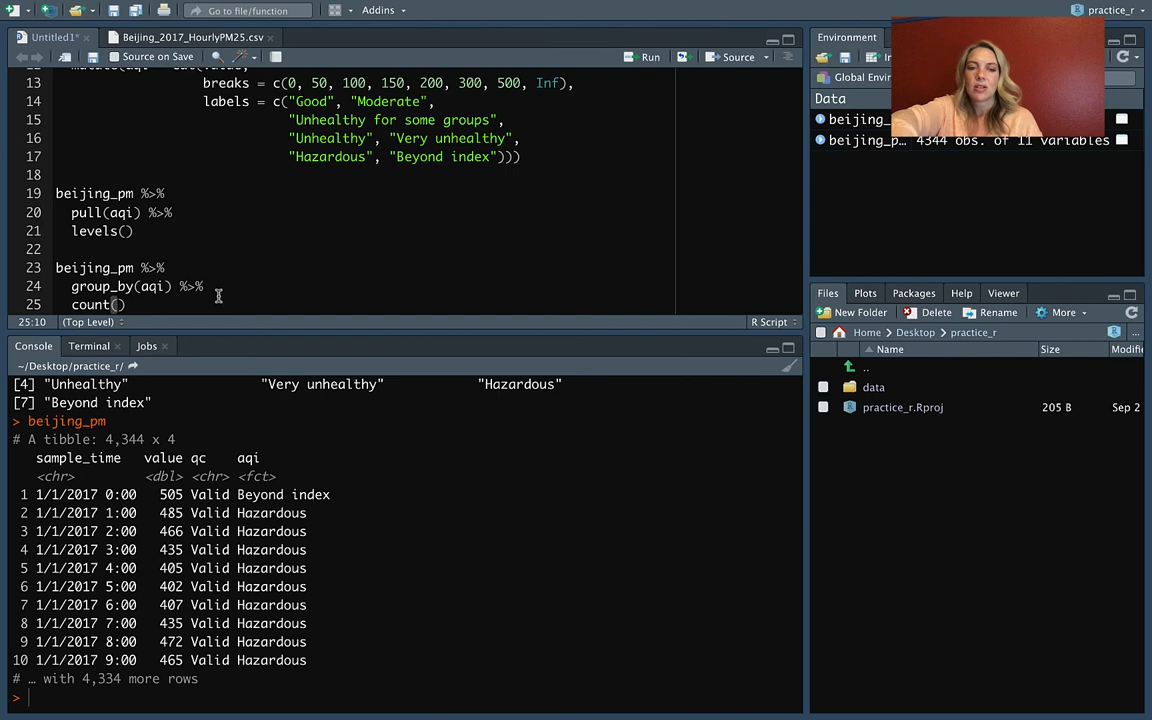 Go to file/function
Addins
practice_r
Untitled1*
Beijing_2017_HourlyPM25.csv
Source on Save
Run
Source
13 breaks = c(0, 50, 100, 150, 200, 300, 500, Inf),
14 labels = c("Good", "Moderate",
15 "Unhealthy for some groups",
16 "Unhealthy", "Very unhealthy",
17 "Hazardous", "Beyond index")))
18
19 beijing_pm %>%
20 pull(aqi) %>%
21 levels()
22
23 beijing_pm %>%
24 group_by(aqi) %>%
25 count()
25:10 (Top Level) R Script
Console Terminal Jobs
~/Desktop/practice_r/
[4] "Unhealthy" "Very unhealthy" "Hazardous"
[7] "Beyond index"
> beijing_pm
# A tibble: 4,344 x 4
sample_time value qc aqi
<chr> <dbl> <chr> <fct>
1 1/1/2017 0:00 505 Valid Beyond index
2 1/1/2017 1:00 485 Valid Hazardous
3 1/1/2017 2:00 466 Valid Hazardous
4 1/1/2017 3:00 435 Valid Hazardous
5 1/1/2017 4:00 405 Valid Hazardous
6 1/1/2017 5:00 402 Valid Hazardous
7 1/1/2017 6:00 407 Valid Hazardous
8 1/1/2017 7:00 435 Valid Hazardous
9 1/1/2017 8:00 472 Valid Hazardous
10 1/1/2017 9:00 465 Valid Hazardous
# … with 4,334 more rows
>
Environment
Global Envi
Data
beijing_
beijing_p… 4344 obs. of 11 variables
Files Plots Packages Help Viewer
New Folder Delete Rename More
Home Desktop practice_r
Name Size Modifie
..
data
practice_r.Rproj 205 B Sep 2